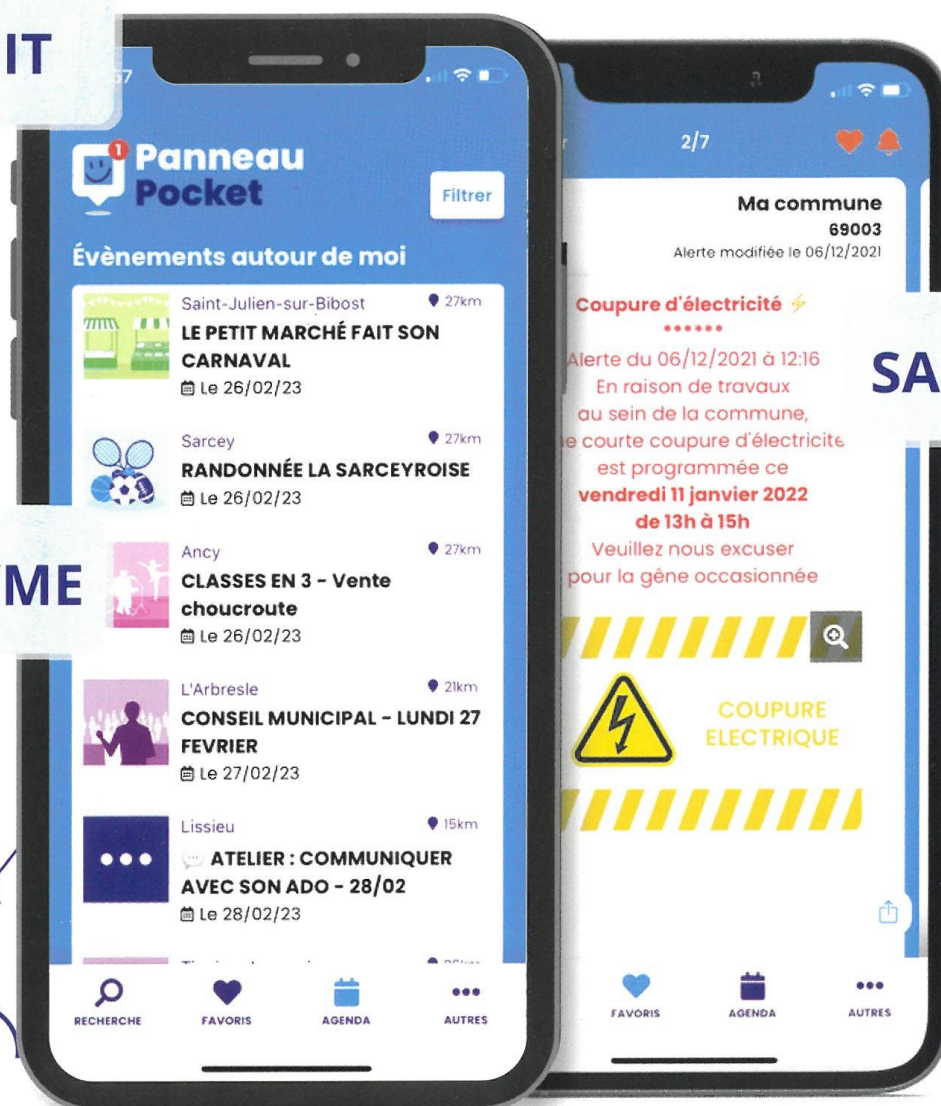 IT
57
Panneau
Pocket
1
Filtrer
Évènements autour de moi
Saint-Julien-sur-Bibost 27km
LE PETIT MARCHÉ FAIT SON
CARNAVAL
Le 26/02/23
Sarcey 27km
RANDONNÉE LA SARCEYROISE
Le 26/02/23
Ancy 27km
CLASSES EN 3 - Vente
choucroute
Le 26/02/23
L'Arbresle 21km
CONSEIL MUNICIPAL - LUNDI 27
FEVRIER
Le 27/02/23
Lissieu 15km
ATELIER : COMMUNIQUER
AVEC SON ADO - 28/02
Le 28/02/23
RECHERCHE FAVORIS AGENDA AUTRES
YME
r 2/7
Ma commune
69003
Alerte modifiée le 06/12/2021
Coupure d'électricité ⚡
******
Alerte du 06/12/2021 à 12:16
En raison de travaux
au sein de la commune,
e courte coupure d'électricite
est programmée ce
vendredi 11 janvier 2022
de 13h à 15h
Veuillez nous excuser
pour la gêne occasionnée
COUPURE
ELECTRIQUE
FAVORIS AGENDA AUTRES
SA